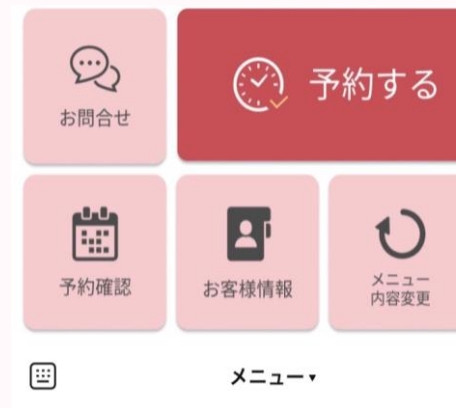 お問合せ
予約する
予約確認
お客様情報
メニュー
内容変更
メニュー▾